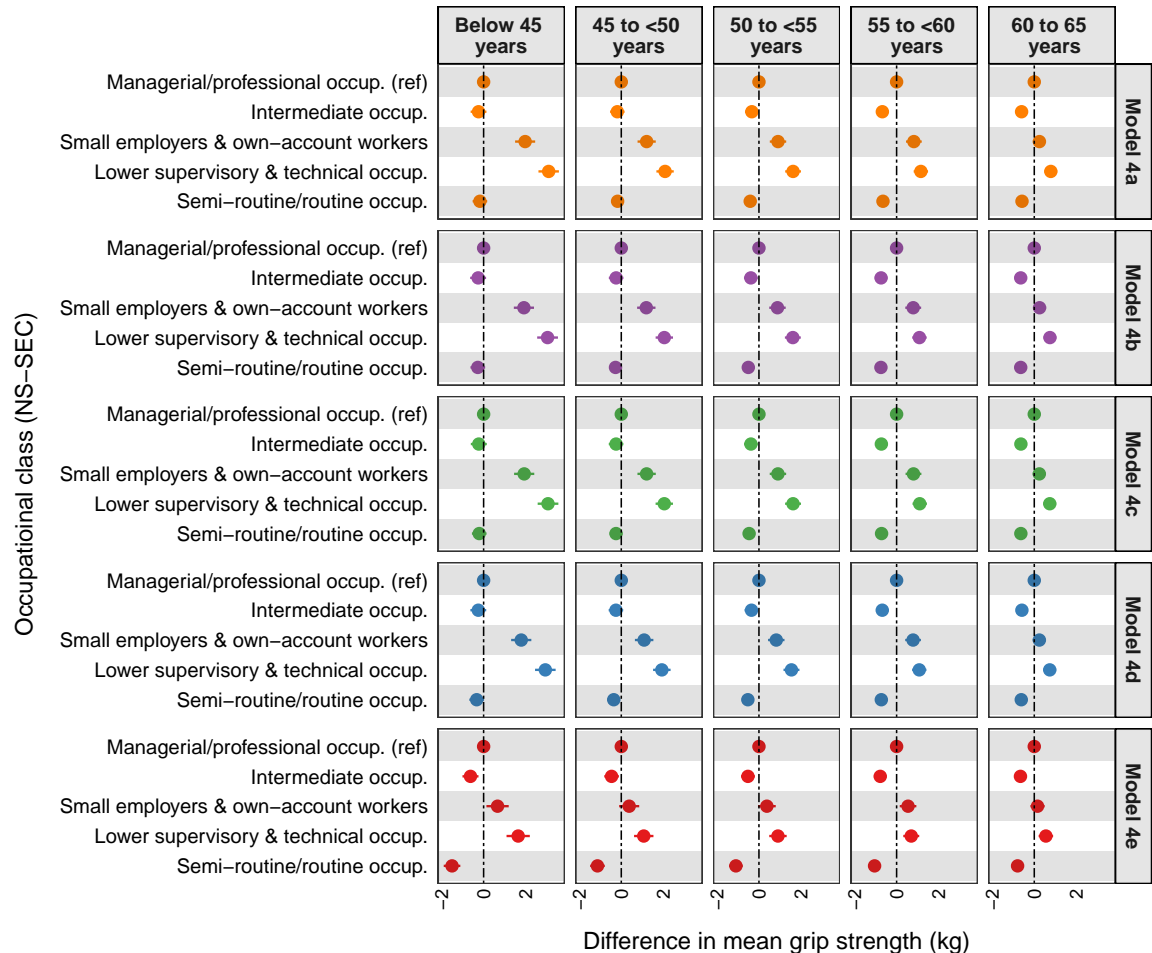 Below 45 years
45 to <50 years
50 to <55 years
55 to <60 years
60 to 65 years
Occupatioinal class (NS−SEC)
Managerial/professional occup. (ref)
Intermediate occup.
Small employers & own−account workers
Lower supervisory & technical occup.
Semi−routine/routine occup.
Model 4a
Managerial/professional occup. (ref)
Intermediate occup.
Small employers & own−account workers
Lower supervisory & technical occup.
Semi−routine/routine occup.
Model 4b
Managerial/professional occup. (ref)
Intermediate occup.
Small employers & own−account workers
Lower supervisory & technical occup.
Semi−routine/routine occup.
Model 4c
Managerial/professional occup. (ref)
Intermediate occup.
Small employers & own−account workers
Lower supervisory & technical occup.
Semi−routine/routine occup.
Model 4d
Managerial/professional occup. (ref)
Intermediate occup.
Small employers & own−account workers
Lower supervisory & technical occup.
Semi−routine/routine occup.
Model 4e
−2 0 2 −2 0 2 −2 0 2 −2 0 2 −2 0 2
Difference in mean grip strength (kg)